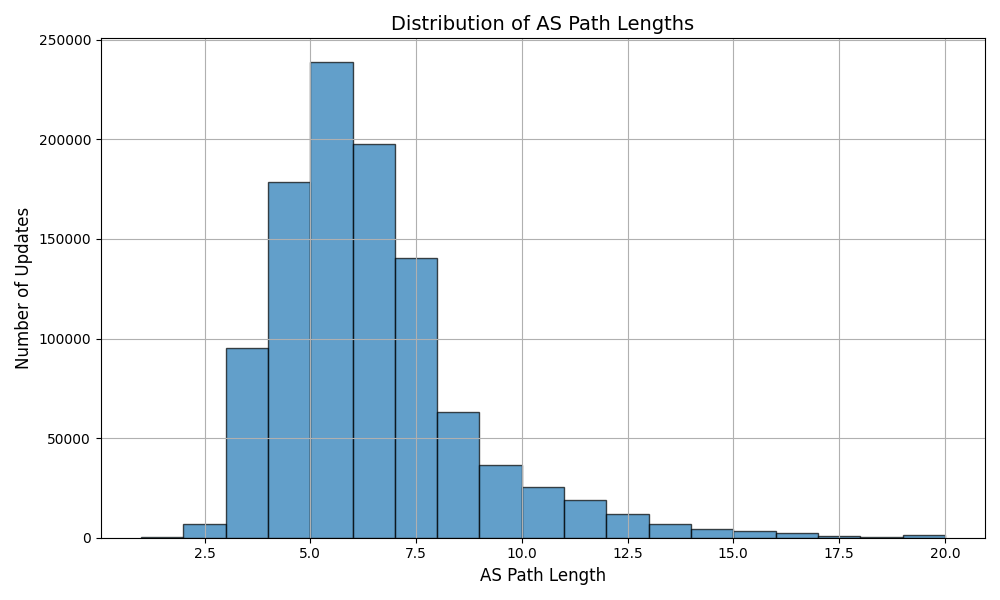 Distribution of AS Path Lengths
250000
200000
150000
100000
50000
0
Number of Updates
2.5 5.0 7.5 10.0 12.5 15.0 17.5 20.0
AS Path Length